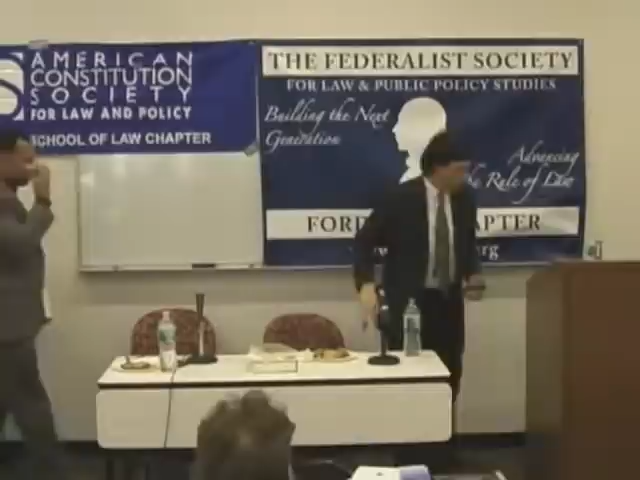 AMERICAN
CONSTITUTION
SOCIETY
FOR LAW AND POLICY
SCHOOL OF LAW CHAPTER
THE FEDERALIST SOCIETY
FOR LAW & PUBLIC POLICY STUDIES
Building the Next
Generation
Advancing
the Rule of Law
FORD
APTER
rg